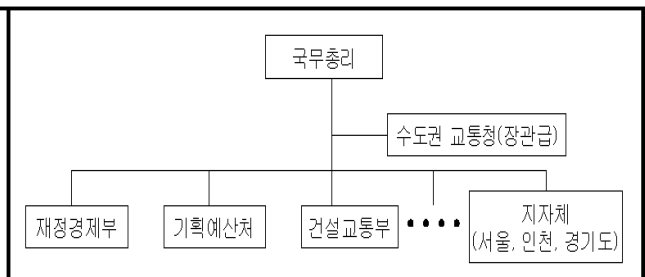 국무총리
수도권 교통청(장관급)
재정경제부
기획예산처
건설교통부
••••
지자체
(서울, 인천, 경기도)